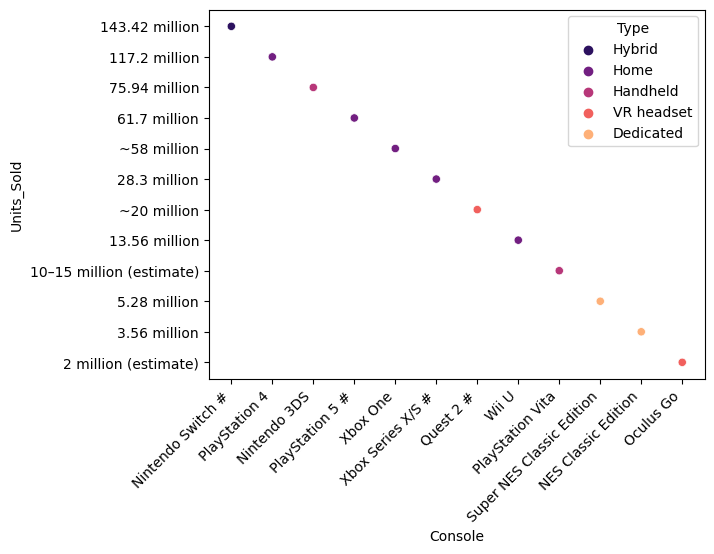 143.42 million
117.2 million
75.94 million
61.7 million
~58 million
28.3 million
~20 million
13.56 million
10–15 million (estimate)
5.28 million
3.56 million
2 million (estimate)
Units_Sold
Type
Hybrid
Home
Handheld
VR headset
Dedicated
Nintendo Switch #
PlayStation 4
Nintendo 3DS
PlayStation 5 #
Xbox One
Xbox Series X/S #
Quest 2 #
Wii U
PlayStation Vita
Super NES Classic Edition
NES Classic Edition
Oculus Go
Console